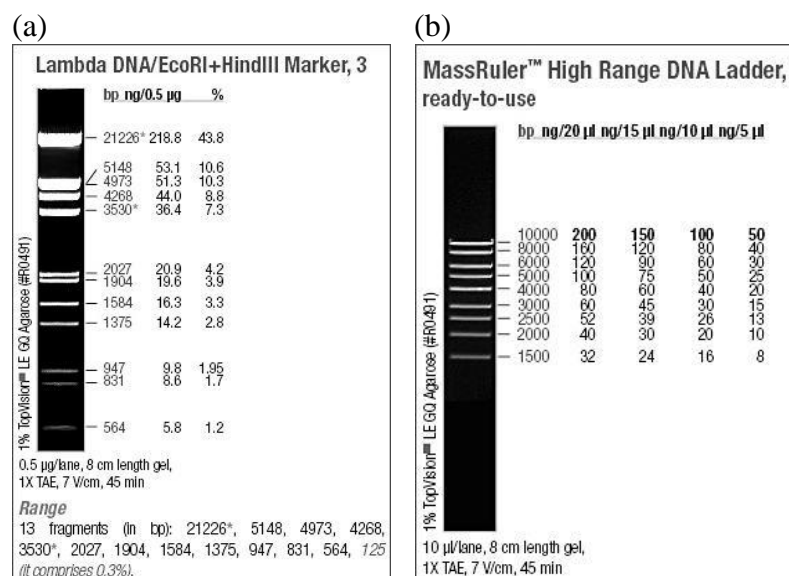 (a)
Lambda DNA/EcoRI+HindIII Marker, 3
bp ng/0.5 µg %
21226* 218.8 43.8
5148 53.1 10.6
4973 51.3 10.3
4268 44.0 8.8
3530* 36.4 7.3
2027 20.9 4.2
1904 19.6 3.9
1584 16.3 3.3
1375 14.2 2.8
947 9.8 1.95
831 8.6 1.7
564 5.8 1.2
1% TopVision™ LE GQ Agarose (#R0491)
0.5 µg/lane, 8 cm length gel,
1X TAE, 7 V/cm, 45 min
Range
13 fragments (in bp): 21226*, 5148, 4973, 4268,
3530*, 2027, 1904, 1584, 1375, 947, 831, 564, 125
(it comprises 0.3%).
(b)
MassRuler™ High Range DNA Ladder,
ready-to-use
bp ng/20 µl ng/15 µl ng/10 µl ng/5 µl
10000 200 150 100 50
8000 160 120 80 40
6000 120 90 60 30
5000 100 75 50 25
4000 80 60 40 20
3000 60 45 30 15
2500 52 39 26 13
2000 40 30 20 10
1500 32 24 16 8
1% TopVision™ LE GQ Agarose (#R0491)
10 µl/lane, 8 cm length gel,
1X TAE, 7 V/cm, 45 min